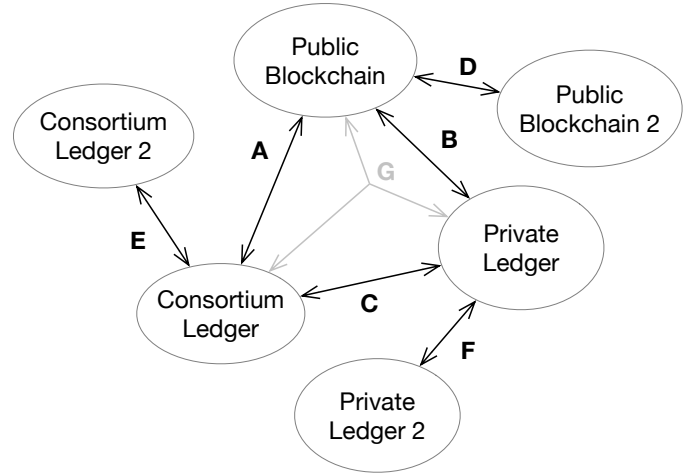 Public
Blockchain
D
Public
Blockchain 2
Consortium
Ledger 2
A
B
G
E
Private
Ledger
Consortium
Ledger
C
F
Private
Ledger 2